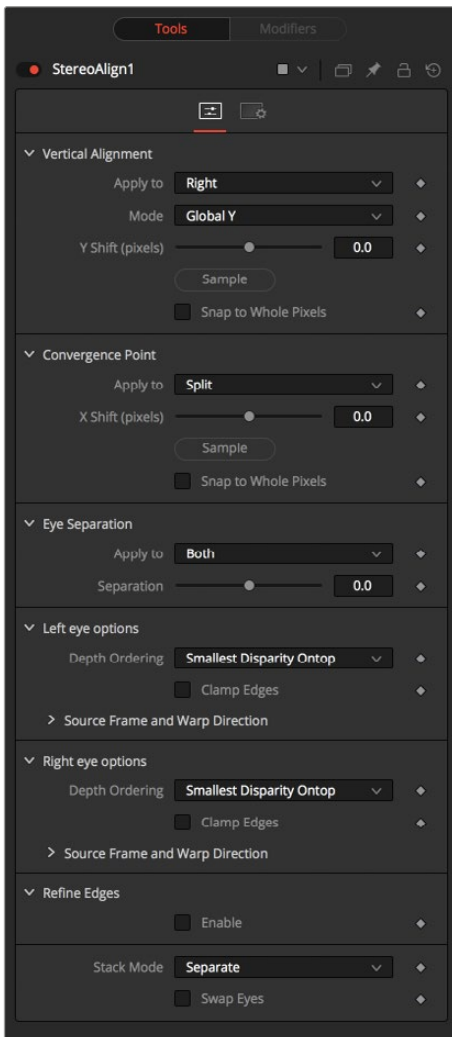 Tools Modifiers
StereoAlign1
Vertical Alignment
Apply to Right
Mode Global Y
Y Shift (pixels) 0.0
Sample
Snap to Whole Pixels
Convergence Point
Apply to Split
X Shift (pixels) 0.0
Sample
Snap to Whole Pixels
Eye Separation
Apply to Both
Separation 0.0
Left eye options
Depth Ordering Smallest Disparity Ontop
Clamp Edges
Source Frame and Warp Direction
Right eye options
Depth Ordering Smallest Disparity Ontop
Clamp Edges
Source Frame and Warp Direction
Refine Edges
Enable
Stack Mode Separate
Swap Eyes